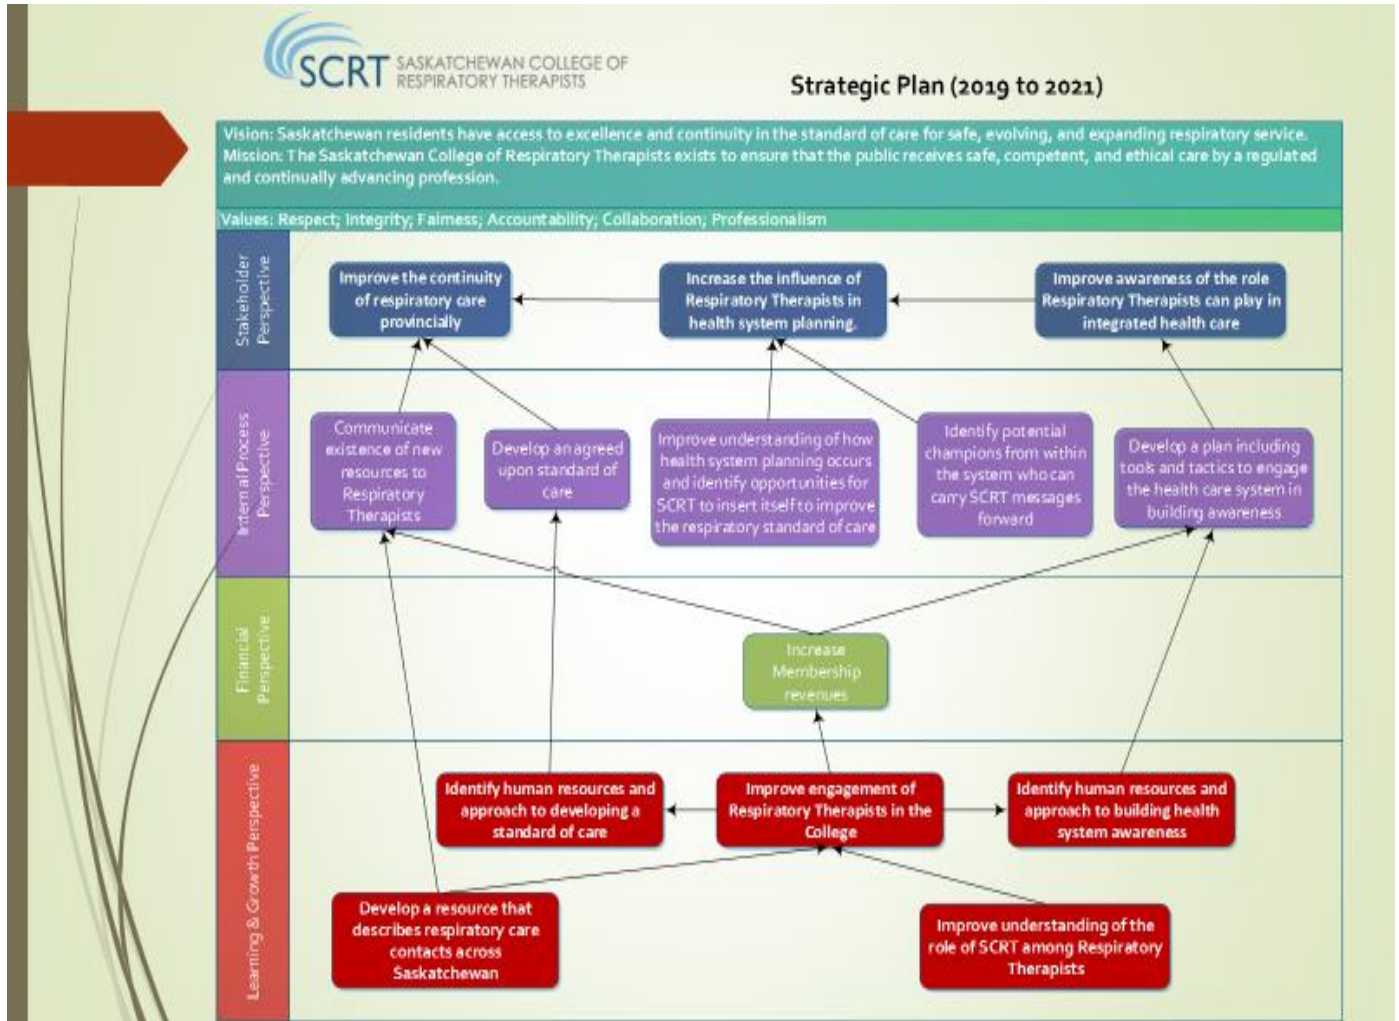 SCRT
SASKATCHEWAN COLLEGE OF
RESPIRATORY THERAPISTS
Strategic Plan (2019 to 2021)
Vision: Saskatchewan residents have access to excellence and continuity in the standard of care for safe, evolving, and expanding respiratory service.
Mission: The Saskatchewan College of Respiratory Therapists exists to ensure that the public receives safe, competent, and ethical care by a regulated
and continually advancing profession.
Values: Respect; Integrity; Fairness; Accountability; Collaboration; Professionalism
Stakeholder
Perspective
Improve the continuity
of respiratory care
provincially
Increase the influence of
Respiratory Therapists in
health system planning.
Improve awareness of the role
Respiratory Therapists can play in
integrated health care
Internal Process
Perspective
Communicate
existence of new
resources to
Respiratory
Therapists
Develop an agreed
upon standard of
care
Improve understanding of how
health system planning occurs
and identify opportunities for
SCRT to insert itself to improve
the respiratory standard of care
Identify potential
champions from within
the system who can
carry SCRT messages
forward
Develop a plan including
tools and tactics to engage
the health care system in
building awareness
Financial
Perspective
Increase
Membership
revenues
Learning & Growth Perspective
Identify human resources and
approach to developing a
standard of care
Improve engagement of
Respiratory Therapists in the
College
Identify human resources and
approach to building health
system awareness
Develop a resource that
describes respiratory care
contacts across
Saskatchewan
Improve understanding of the
role of SCRT among Respiratory
Therapists